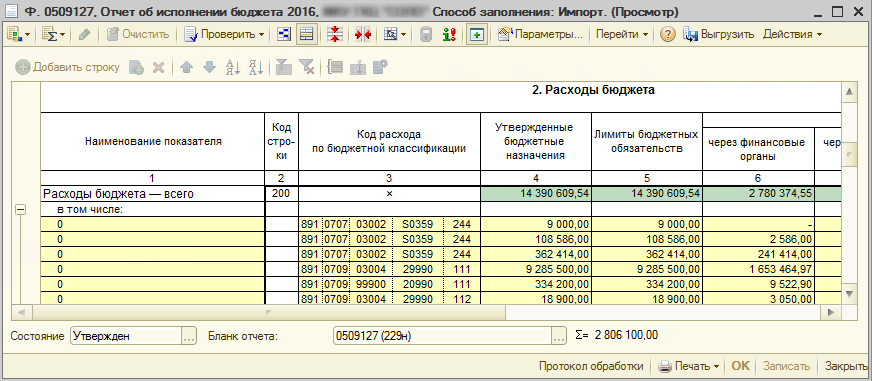 Ф. 0509127, Отчет об исполнении бюджета 2016, Способ заполнения: Импорт. (Просмотр)
Очистить Проверить Параметры... Перейти Выгрузить Действия
Добавить строку
2. Расходы бюджета
Наименование показателя Код стро- ки Код расхода по бюджетной классификации Утвержденные бюджетные назначения Лимиты бюджетных обязательств через финансовые органы чер
1 2 3 4 5 6
Расходы бюджета — всего 200 × 14 390 609,54 14 390 609,54 2 780 374,55
в том числе:
0 891 0707 03002 S0359 244 9 000,00 9 000,00 -
0 891 0707 03002 S0359 244 108 586,00 108 586,00 2 586,00
0 891 0707 03002 S0359 244 362 414,00 362 414,00 241 414,00
0 891 0709 03004 29990 111 9 285 500,00 9 285 500,00 1 653 464,97
0 891 0709 99900 20990 111 334 200,00 334 200,00 9 522,90
0 891 0709 03004 29990 112 18 900,00 18 900,00 3 050,00
Состояние Утвержден ... Бланк отчета: 0509127 (229н) ... Σ= 2 806 100,00
Протокол обработки Печать OK Записать Закрыть